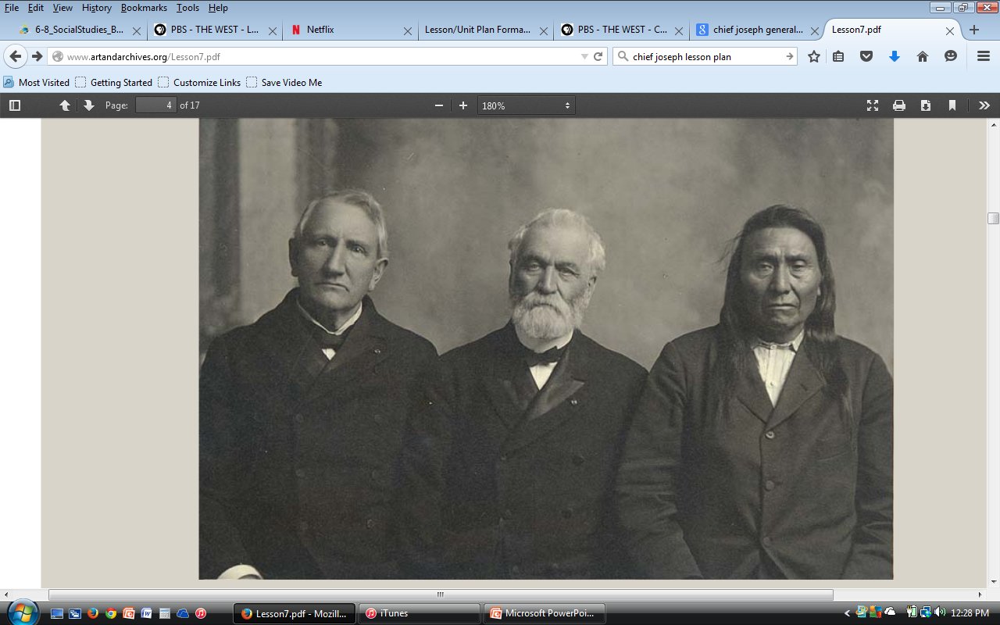 File Edit View History Bookmarks Tools Help
6-8_SocialStudies_B... PBS - THE WEST - L... Netflix Lesson/Unit Plan Forma... PBS - THE WEST - C... chief joseph general... Lesson7.pdf
www.artandarchives.org/Lesson7.pdf chief joseph lesson plan
Most Visited Getting Started Customize Links Save Video Me
Page: 4 of 17 180%
Lesson7.pdf - Mozill... iTunes Microsoft PowerPoi... 12:28 PM